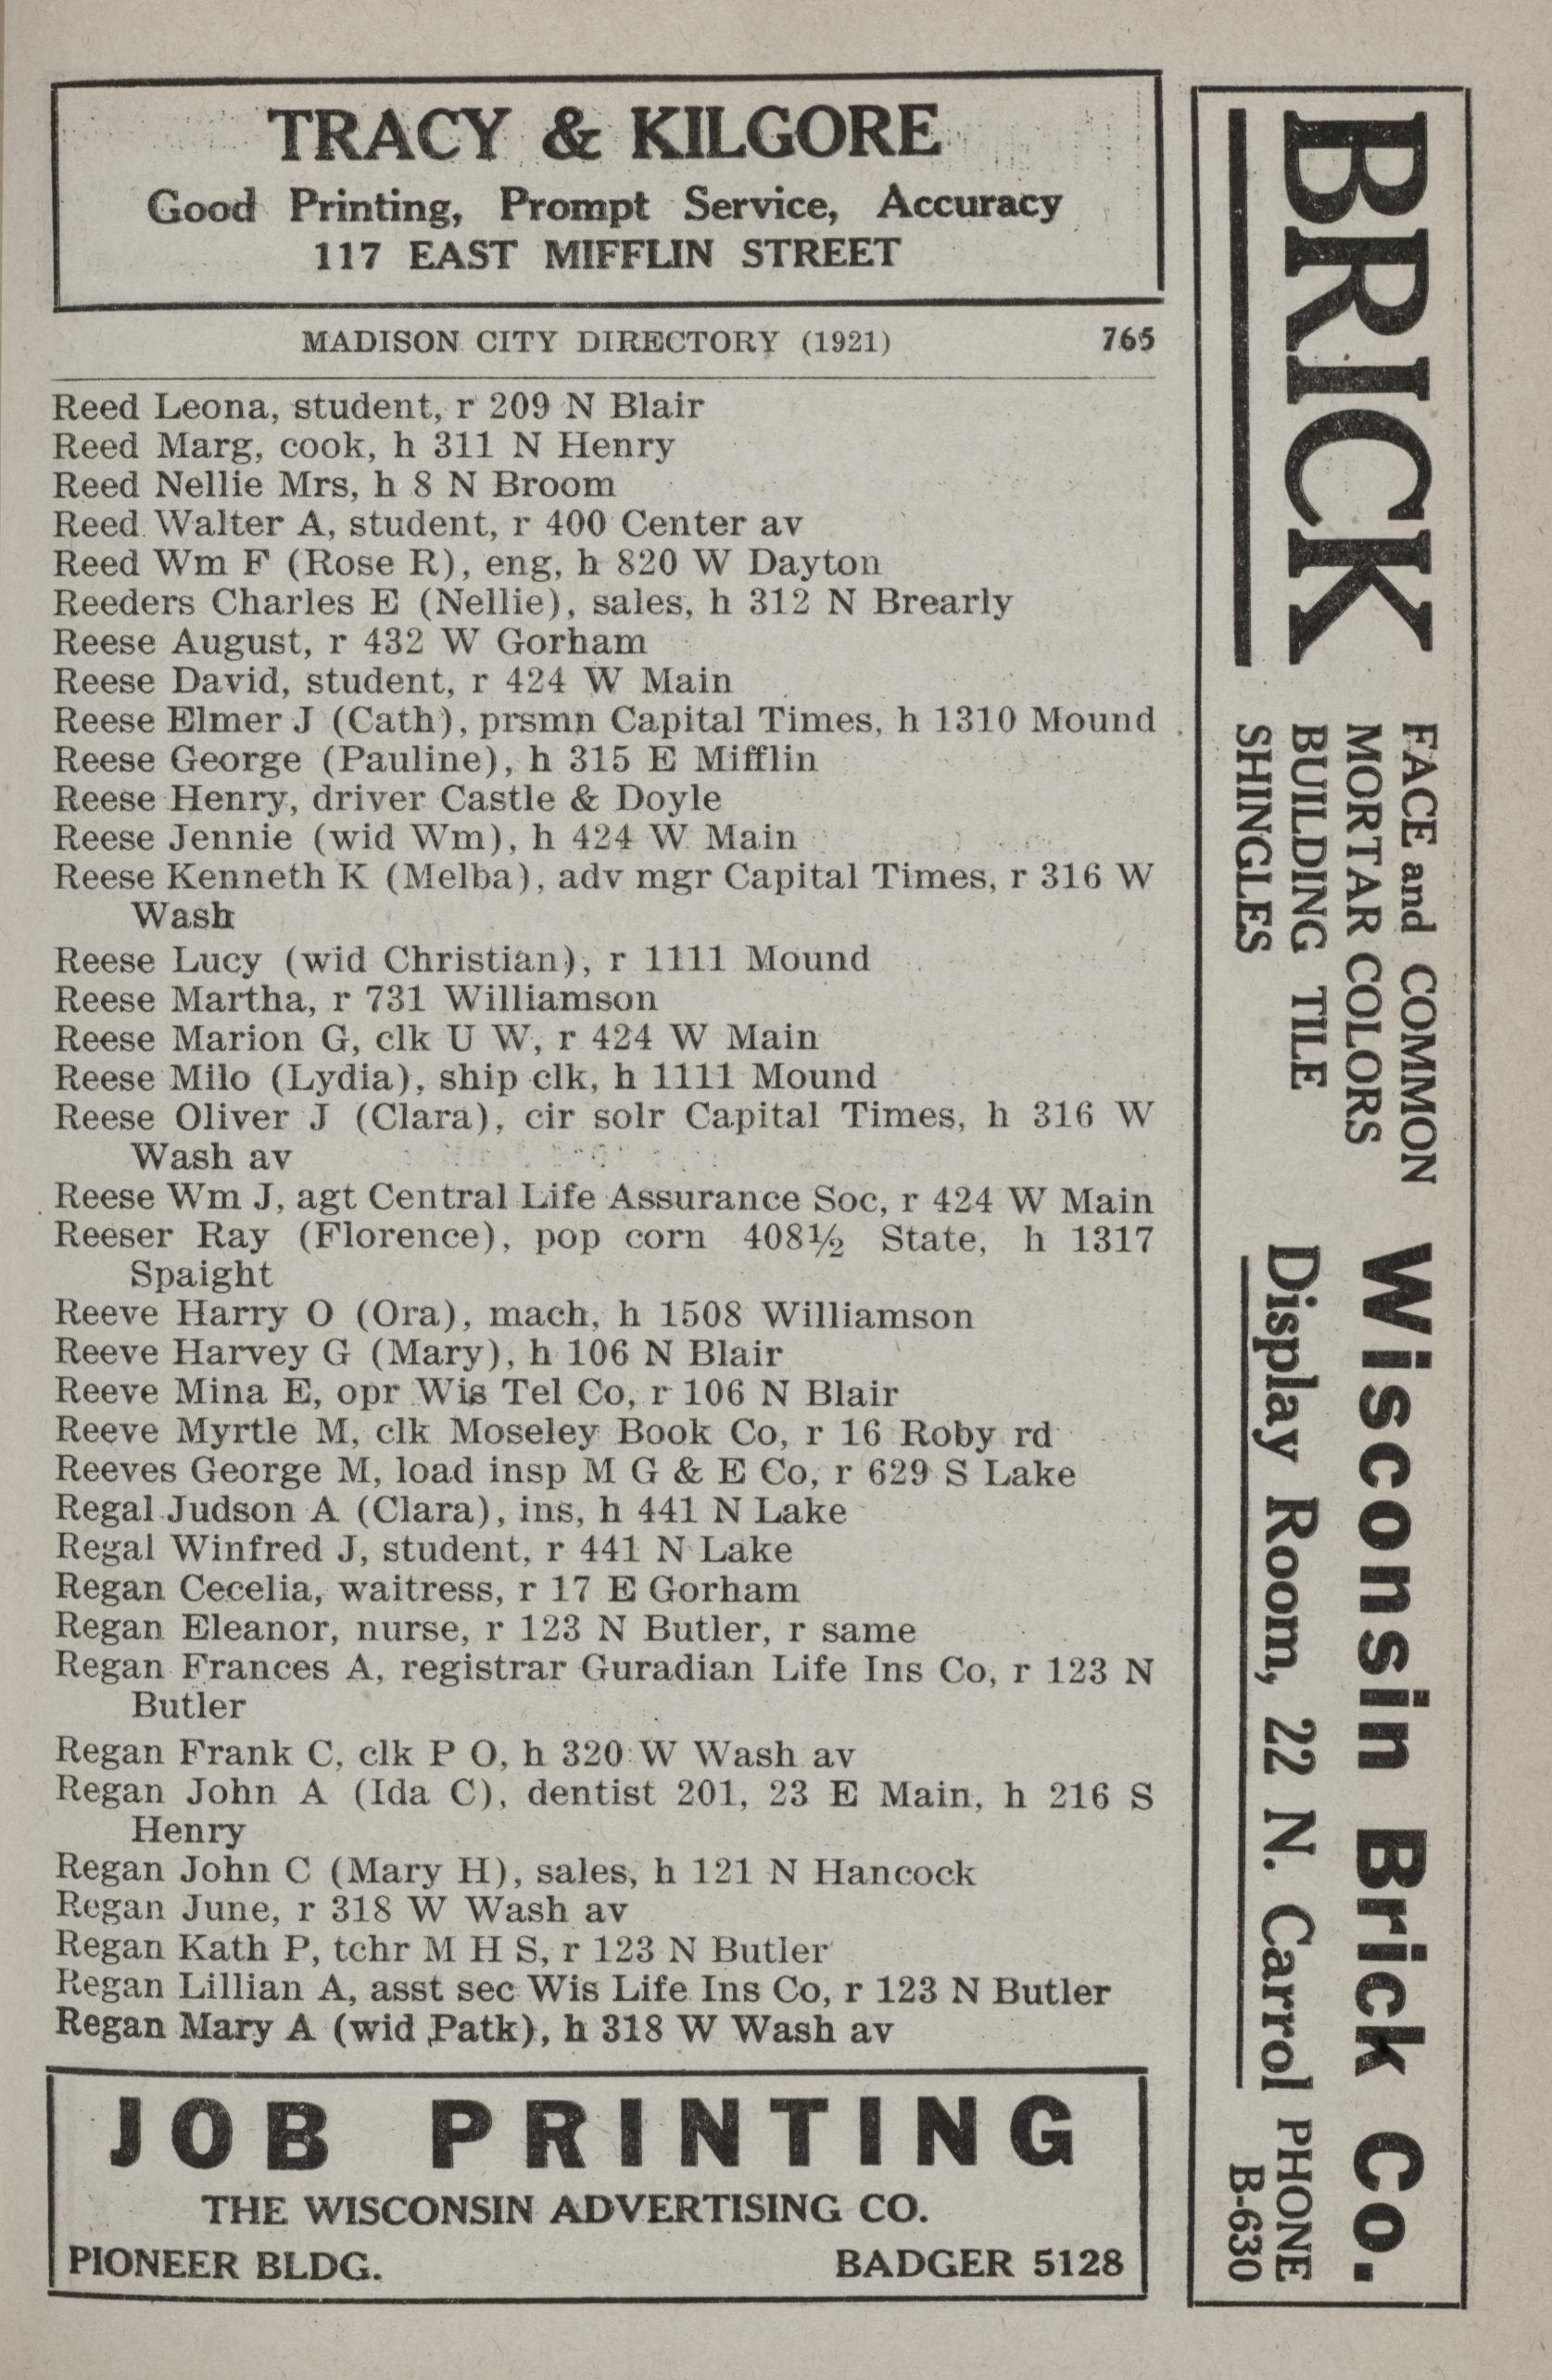 TRACY & KILGORE
Good Printing, Prompt Service, Accuracy
117 EAST MIFFLIN STREET
MADISON CITY DIRECTORY (1921) 765
Reed Leona, student, r 209 N Blair
Reed Marg, cook, h 311 N Henry
Reed Nellie Mrs, h 8 N Broom
Reed Walter A, student, r 400 Center av
Reed Wm F (Rose R), eng, h 820 W Dayton
Reeders Charles E (Nellie), sales, h 312 N Brearly
Reese August, r 432 W Gorham
Reese David, student, r 424 W Main
Reese Elmer J (Cath), prsmn Capital Times, h 1310 Mound
Reese George (Pauline), h 315 E Mifflin
Reese Henry, driver Castle & Doyle
Reese Jennie (wid Wm), h 424 W Main
Reese Kenneth K (Melba), adv mgr Capital Times, r 316 W
Wash
Reese Lucy (wid Christian), r 1111 Mound
Reese Martha, r 731 Williamson
Reese Marion G, clk U W, r 424 W Main
Reese Milo (Lydia), ship clk, h 1111 Mound
Reese Oliver J (Clara), cir solr Capital Times, h 316 W
Wash av
Reese Wm J, agt Central Life Assurance Soc, r 424 W Main
Reeser Ray (Florence), pop corn 408½ State, h 1317
Spaight
Reeve Harry O (Ora), mach, h 1508 Williamson
Reeve Harvey G (Mary), h 106 N Blair
Reeve Mina E, opr Wis Tel Co, r 106 N Blair
Reeve Myrtle M, clk Moseley Book Co, r 16 Roby rd
Reeves George M, load insp M G & E Co, r 629 S Lake
Regal Judson A (Clara), ins, h 441 N Lake
Regal Winfred J, student, r 441 N Lake
Regan Cecelia, waitress, r 17 E Gorham
Regan Eleanor, nurse, r 123 N Butler, r same
Regan Frances A, registrar Guradian Life Ins Co, r 123 N
Butler
Regan Frank C, clk P O, h 320 W Wash av
Regan John A (Ida C), dentist 201, 23 E Main, h 216 S
Henry
Regan John C (Mary H), sales, h 121 N Hancock
Regan June, r 318 W Wash av
Regan Kath P, tchr M H S, r 123 N Butler
Regan Lillian A, asst sec Wis Life Ins Co, r 123 N Butler
Regan Mary A (wid Patk), h 318 W Wash av
JOB PRINTING
THE WISCONSIN ADVERTISING CO.
PIONEER BLDG. BADGER 5128
BRICK
FACE and COMMON
MORTAR COLORS
BUILDING TILE
SHINGLES
Wisconsin Brick Co.
Display Room, 22 N. Carrol
PHONE
B-630